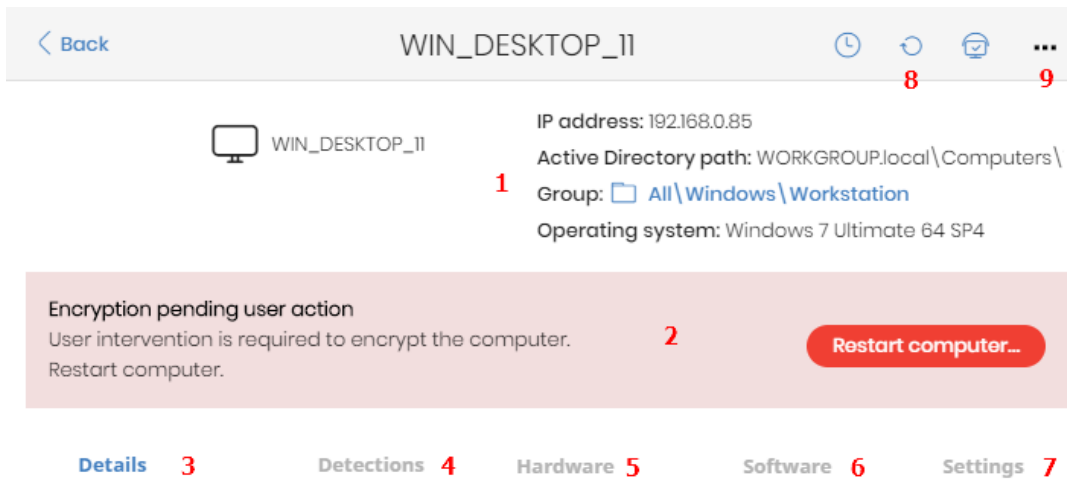 Back WIN_DESKTOP_11
8 9
WIN_DESKTOP_11
1
IP address: 192.168.0.85
Active Directory path: WORKGROUP.local\Computers\
Group: All\Windows\Workstation
Operating system: Windows 7 Ultimate 64 SP4
Encryption pending user action
User intervention is required to encrypt the computer.
Restart computer.
2
Restart computer...
Details 3 Detections 4 Hardware 5 Software 6 Settings 7